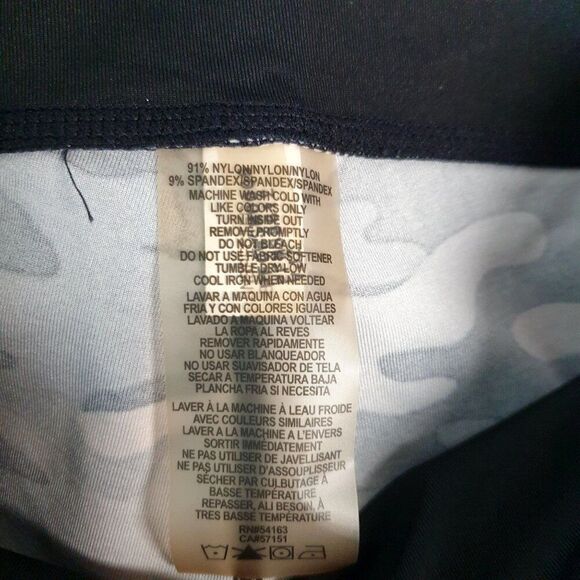 91% NYLON/NYLON/NYLON
9% SPANDEX/SPANDEX/SPANDEX
MACHINE WASH COLD WITH
LIKE COLORS ONLY
TURN INSIDE OUT
REMOVE PROMPTLY
DO NOT BLEACH
DO NOT USE FABRIC SOFTENER
TUMBLE DRY LOW
COOL IRON WHEN NEEDED
LAVAR A MAQUINA CON AGUA
FRIA Y CON COLORES IGUALES
LAVADO A MAQUINA VOLTEAR
LA ROPA AL REVES
REMOVER RAPIDAMENTE
NO USAR BLANQUEADOR
NO USAR SUAVISADOR DE TELA
SECAR A TEMPERATURA BAJA
PLANCHA FRIA SI NECESITA
LAVER À LA MACHINE À LEAU FROIDE
AVEC COULEURS SIMILAIRES
LAVER A LA MACHINE A L'ENVERS
SORTIR IMMÉDIATEMENT
NE PAS UTILISER DE JAVELLISANT
NE PAS UTILISER D'ASSOUPLISSEUR
SÉCHER PAR CULBUTAGE À
BASSE TEMPÉRATURE
REPASSER, AU BESOIN, À
TRES BASSE TEMPÉRATURE
RN#54163
CA#57151